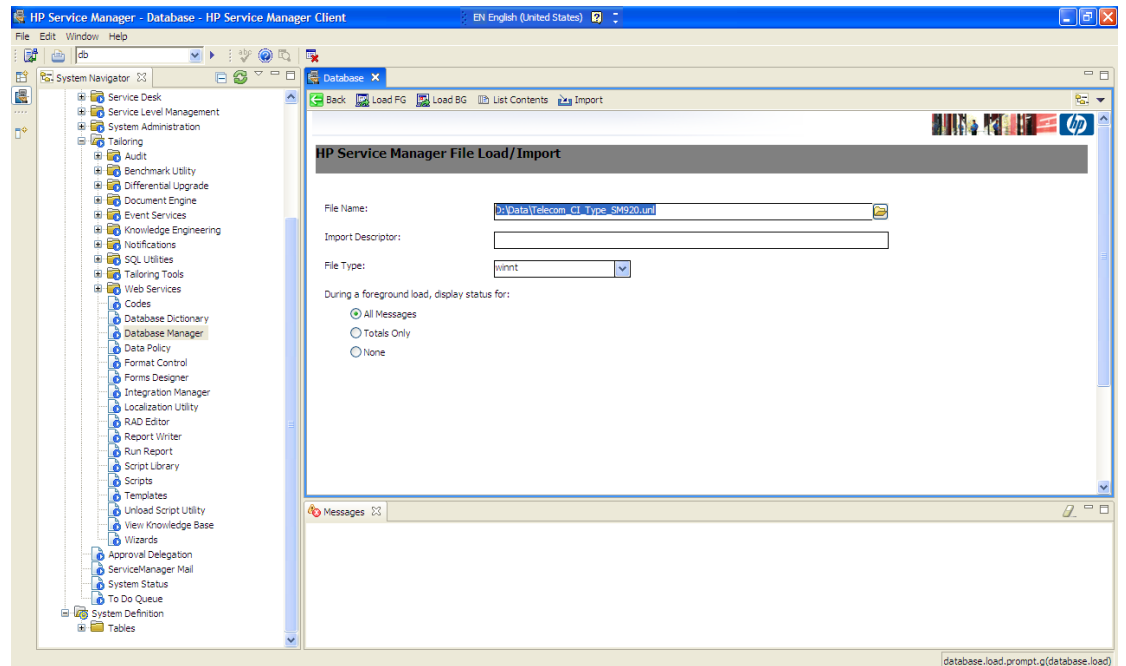 HP Service Manager - Database - HP Service Manager Client
EN English (United States)
File Edit Window Help
db
abc
System Navigator
Service Desk
Service Level Management
System Administration
Tailoring
Audit
Benchmark Utility
Differential Upgrade
Document Engine
Event Services
Knowledge Engineering
Notifications
SQL Utilities
Tailoring Tools
Web Services
Codes
Database Dictionary
Database Manager
Data Policy
Format Control
Forms Designer
Integration Manager
Localization Utility
RAD Editor
Report Writer
Run Report
Script Library
Scripts
Templates
Unload Script Utility
View Knowledge Base
Wizards
Approval Delegation
ServiceManager Mail
System Status
To Do Queue
System Definition
Tables
Database
Back Load FG Load BG List Contents Import
hp
HP Service Manager File Load/Import
File Name: D:\Data\Telecom_CI_Type_SM920.unl
Import Descriptor:
File Type: winnt
During a foreground load, display status for:
All Messages
Totals Only
None
Messages
database.load.prompt.g(database.load)